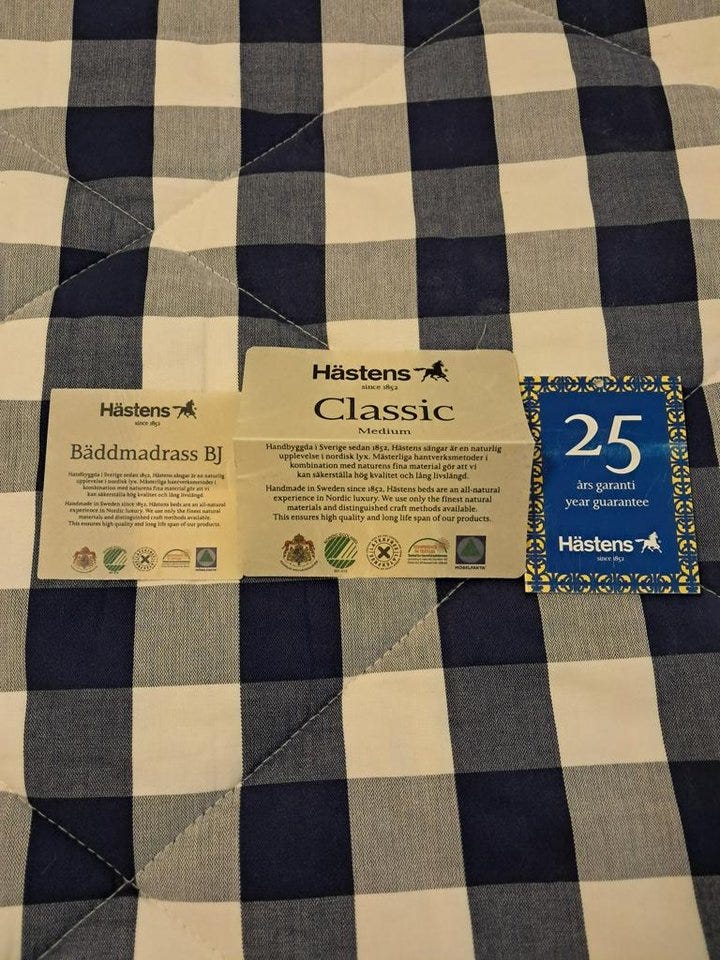 Hästens
since 1852
Bäddmadrass BJ
Handbyggda i Sverige sedan 1852, Hästens sängar är en naturlig
upplevelse i nordisk lyx. Mästerliga hantverksmetoder i
kombination med naturens fina material gör att vi
kan säkerställa hög kvalitet och lång livslängd.
Handmade in Sweden since 1852, Hästens beds are an all-natural
experience in Nordic luxury. We use only the finest natural
materials and distinguished craft methods available.
This ensures high quality and long life span of our products.
MÖBELFAKTA
Hästens
since 1852
Classic
Medium
Handbyggda i Sverige sedan 1852, Hästens sängar är en naturlig
upplevelse i nordisk lyx. Mästerliga hantverksmetoder i
kombination med naturens fina material gör att vi
kan säkerställa hög kvalitet och lång livslängd.
Handmade in Sweden since 1852, Hästens beds are an all-natural
experience in Nordic luxury. We use only the finest natural
materials and distinguished craft methods available.
This ensures high quality and long life span of our products.
MÖBELFAKTA
25
års garanti
year guarantee
Hästens
since 1852